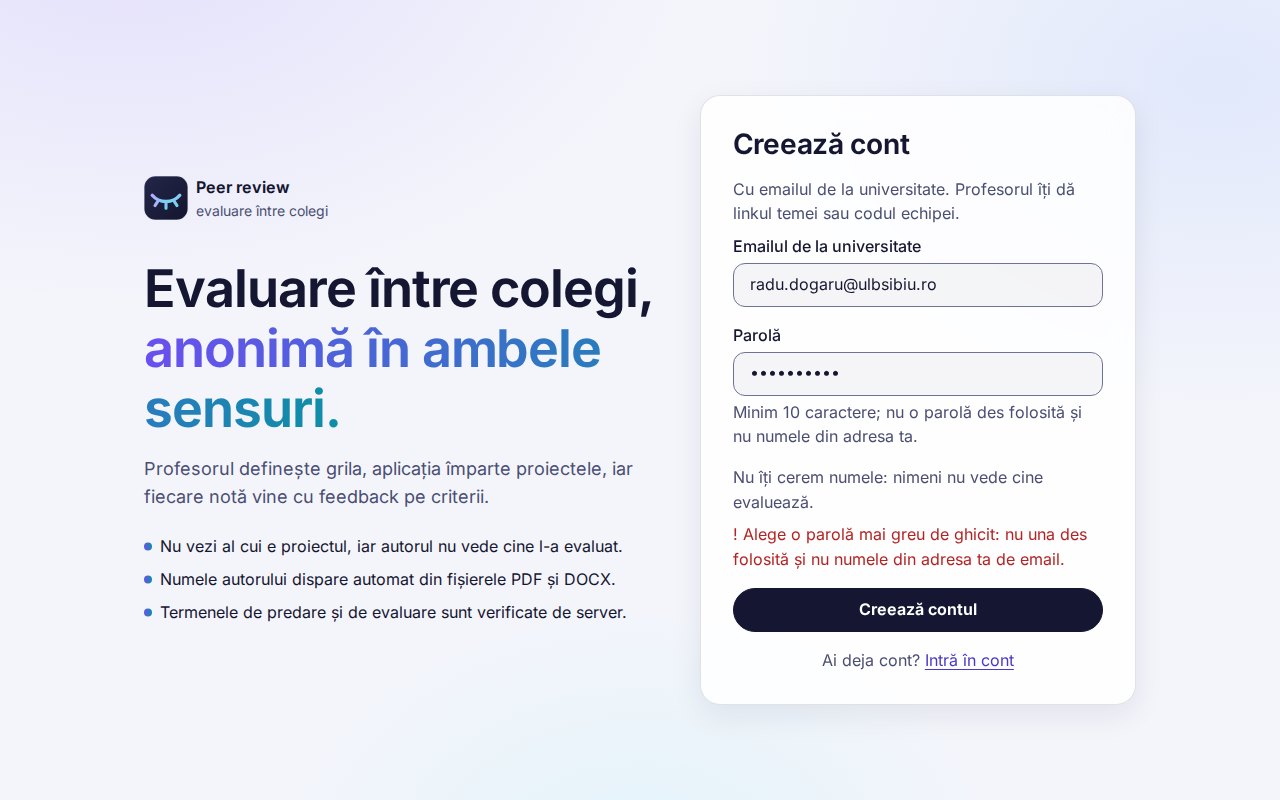 Peer review
evaluare între colegi
Evaluare între colegi,
anonimă în ambele
sensuri.
Profesorul definește grila, aplicația împarte proiectele, iar
fiecare notă vine cu feedback pe criterii.
Nu vezi al cui e proiectul, iar autorul nu vede cine l-a evaluat.
Numele autorului dispare automat din fișierele PDF și DOCX.
Termenele de predare și de evaluare sunt verificate de server.
Creează cont
Cu emailul de la universitate. Profesorul îți dă
linkul temei sau codul echipei.
Emailul de la universitate
radu.dogaru@ulbsibiu.ro
Parolă
••••••••••
Minim 10 caractere; nu o parolă des folosită și
nu numele din adresa ta.
Nu îți cerem numele: nimeni nu vede cine
evaluează.
! Alege o parolă mai greu de ghicit: nu una des
folosită și nu numele din adresa ta de email.
Creează contul
Ai deja cont? Intră în cont